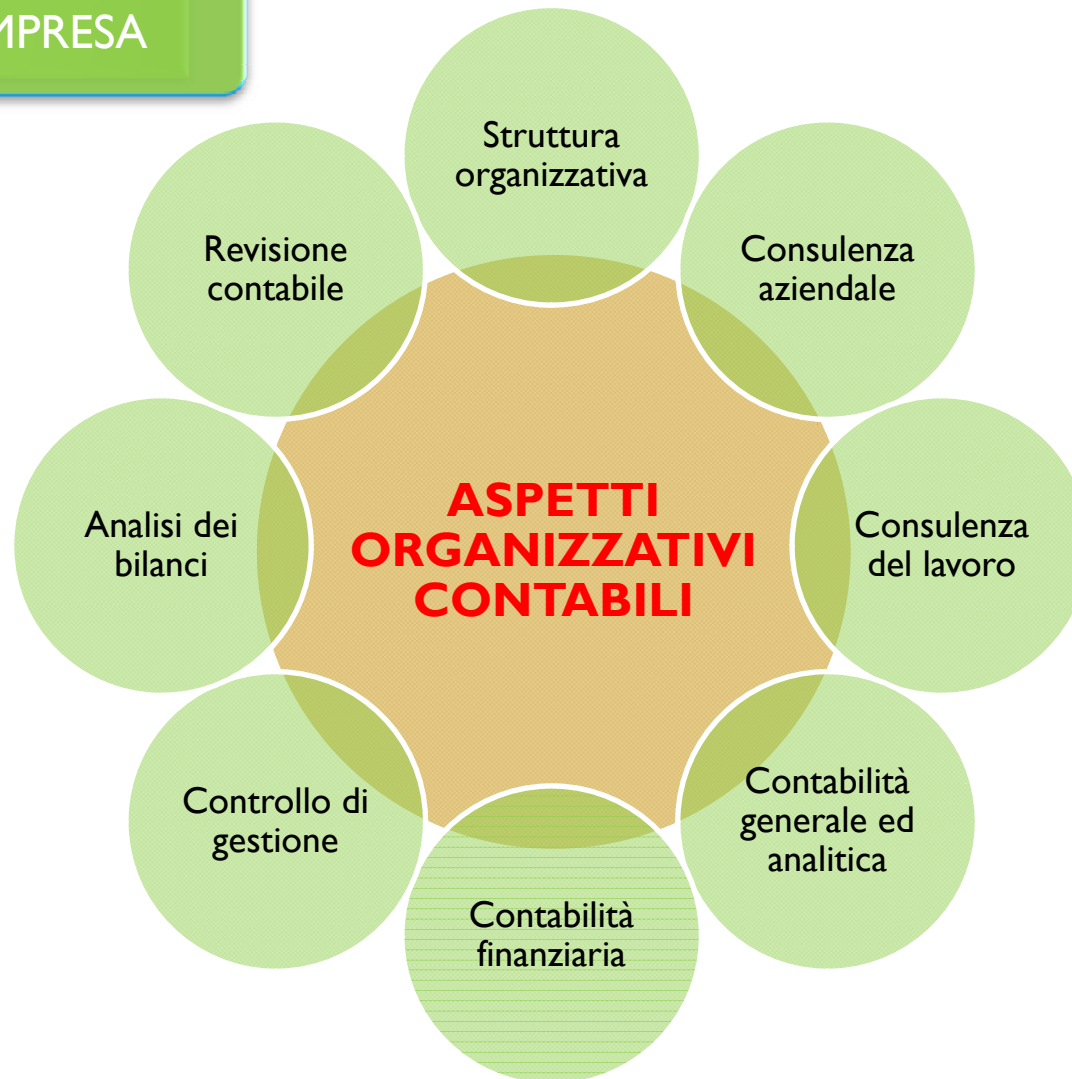 MPRESA
Struttura
organizzativa
Consulenza
aziendale
Consulenza
del lavoro
Contabilità
generale ed
analitica
Contabilità
finanziaria
Controllo di
gestione
Analisi dei
bilanci
Revisione
contabile
ASPETTI
ORGANIZZATIVI
CONTABILI